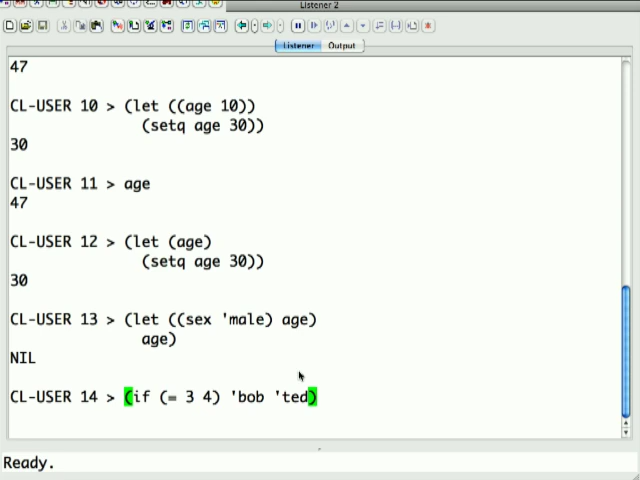 Listener 2
Listener Output
47
CL-USER 10 > (let ((age 10))
(setq age 30))
30
CL-USER 11 > age
47
CL-USER 12 > (let (age)
(setq age 30))
30
CL-USER 13 > (let ((sex 'male) age)
age)
NIL
CL-USER 14 > (if (= 3 4) 'bob 'ted)
Ready.